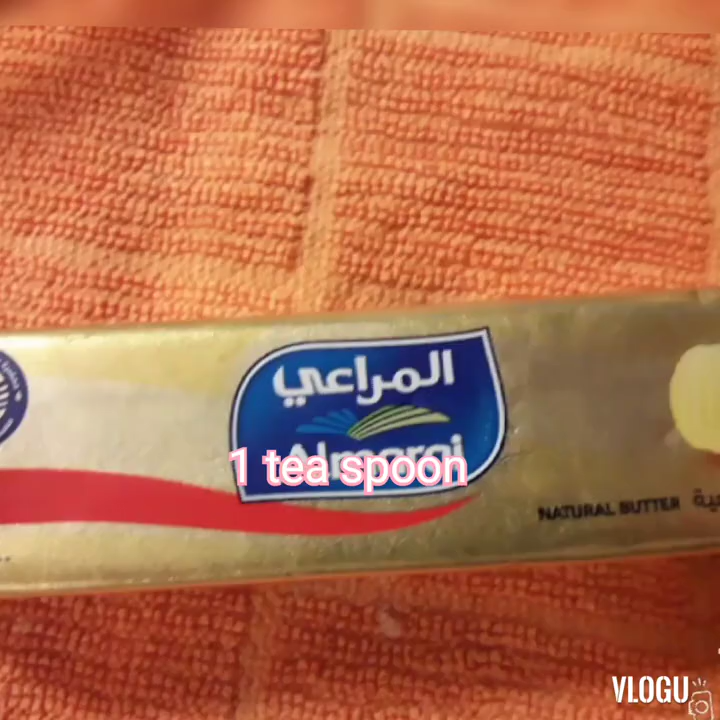 المراعي
Almarai
1 tea spoon
NATURAL BUTTER
VLOGU